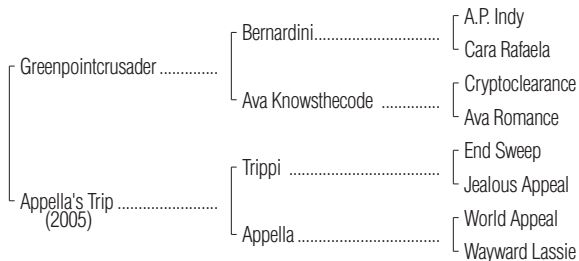 A.P. Indy
Bernardini..................................
Cara Rafaela
Greenpointcrusader ..............
Cryptoclearance
Ava Knowsthecode ................
Ava Romance
End Sweep
Trippi .........................................
Jealous Appeal
Appella's Trip ........................
(2005)
World Appeal
Appella.......................................
Wayward Lassie